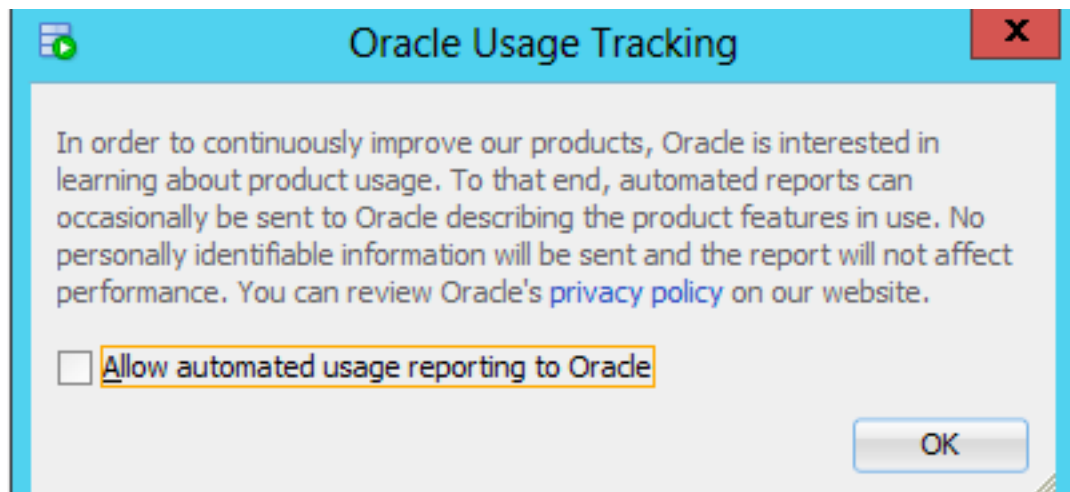 Oracle Usage Tracking
x
In order to continuously improve our products, Oracle is interested in
learning about product usage. To that end, automated reports can
occasionally be sent to Oracle describing the product features in use. No
personally identifiable information will be sent and the report will not affect
performance. You can review Oracle's privacy policy on our website.
Allow automated usage reporting to Oracle
OK